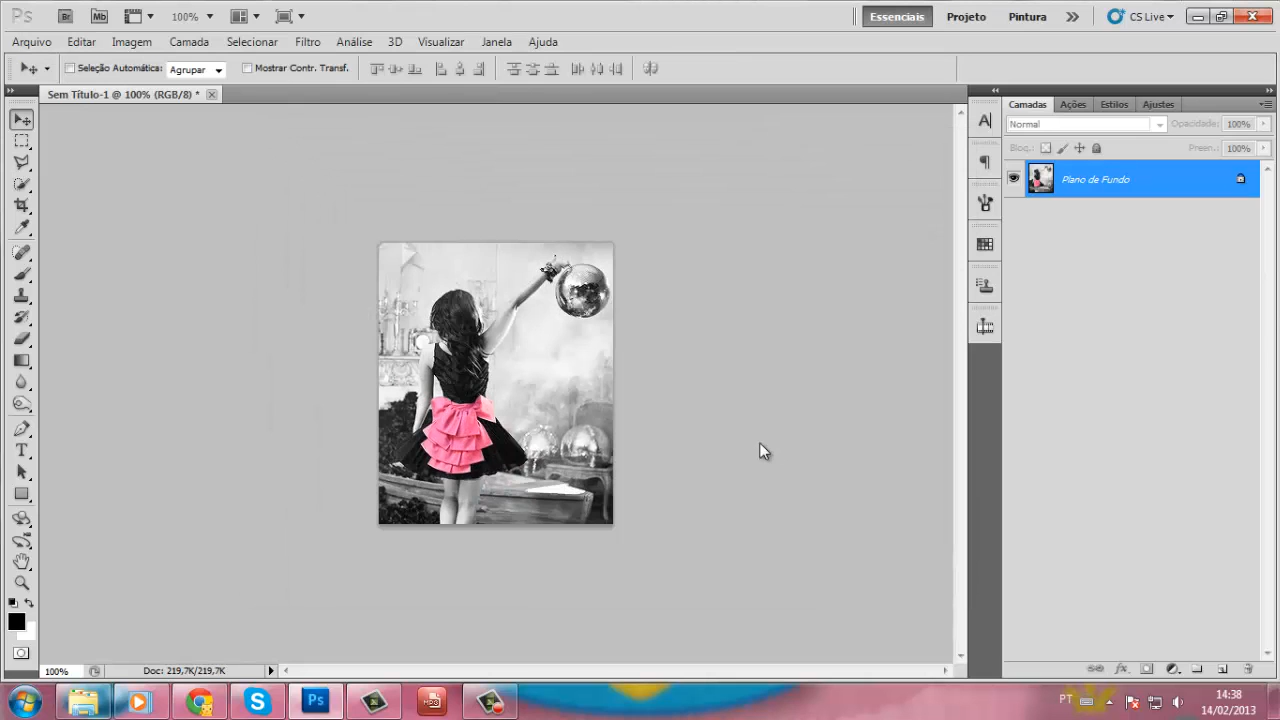 Ps Br Mb 100% Essenciais Projeto Pintura CS Live
Arquivo Editar Imagem Camada Selecionar Filtro Análise 3D Visualizar Janela Ajuda
Seleção Automática: Agrupar Mostrar Contr. Transf.
Sem Título-1 @ 100% (RGB/8) *
Camadas Ações Estilos Ajustes
Normal Opacidade: 100%
Bloq.: Preen.: 100%
Plano de Fundo
100% Doc: 219,7K/219,7K
Ps PT 14:38
14/02/2013